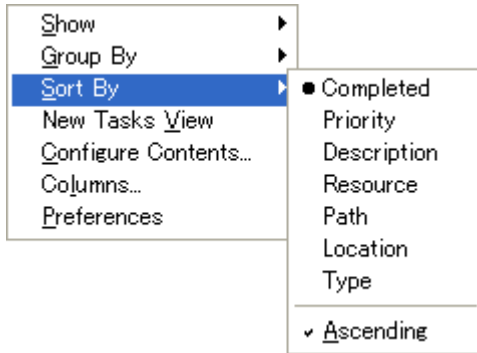 Show
Group By
Sort By
New Tasks View
Configure Contents...
Columns...
Preferences
Completed
Priority
Description
Resource
Path
Location
Type
Ascending